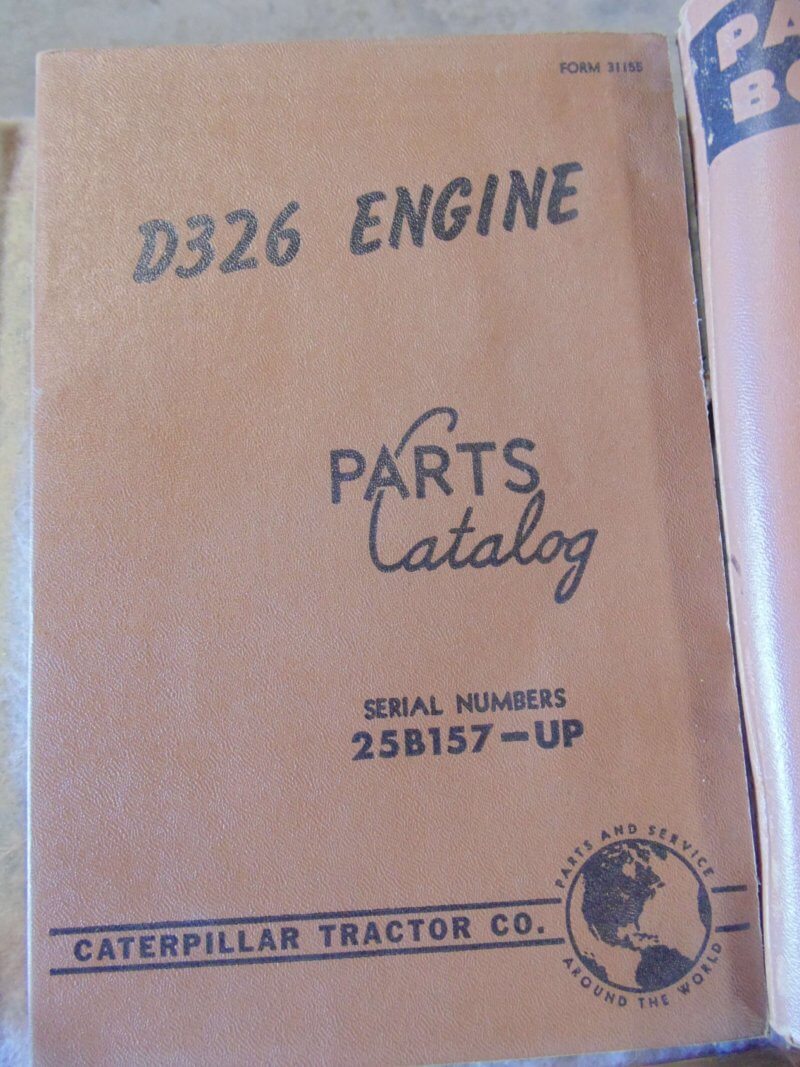 FORM 31155
D326 ENGINE
PARTS
Catalog
SERIAL NUMBERS
25B157-UP
CATERPILLAR TRACTOR CO.
PARTS AND SERVICE
AROUND THE WORLD